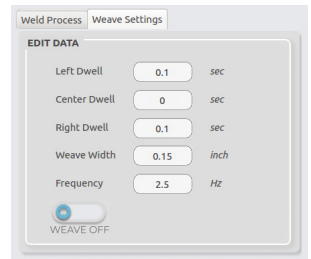 Weld Process Weave Settings
EDIT DATA
Left Dwell 0.1 sec
Center Dwell 0 sec
Right Dwell 0.1 sec
Weave Width 0.15 inch
Frequency 2.5 Hz
WEAVE OFF